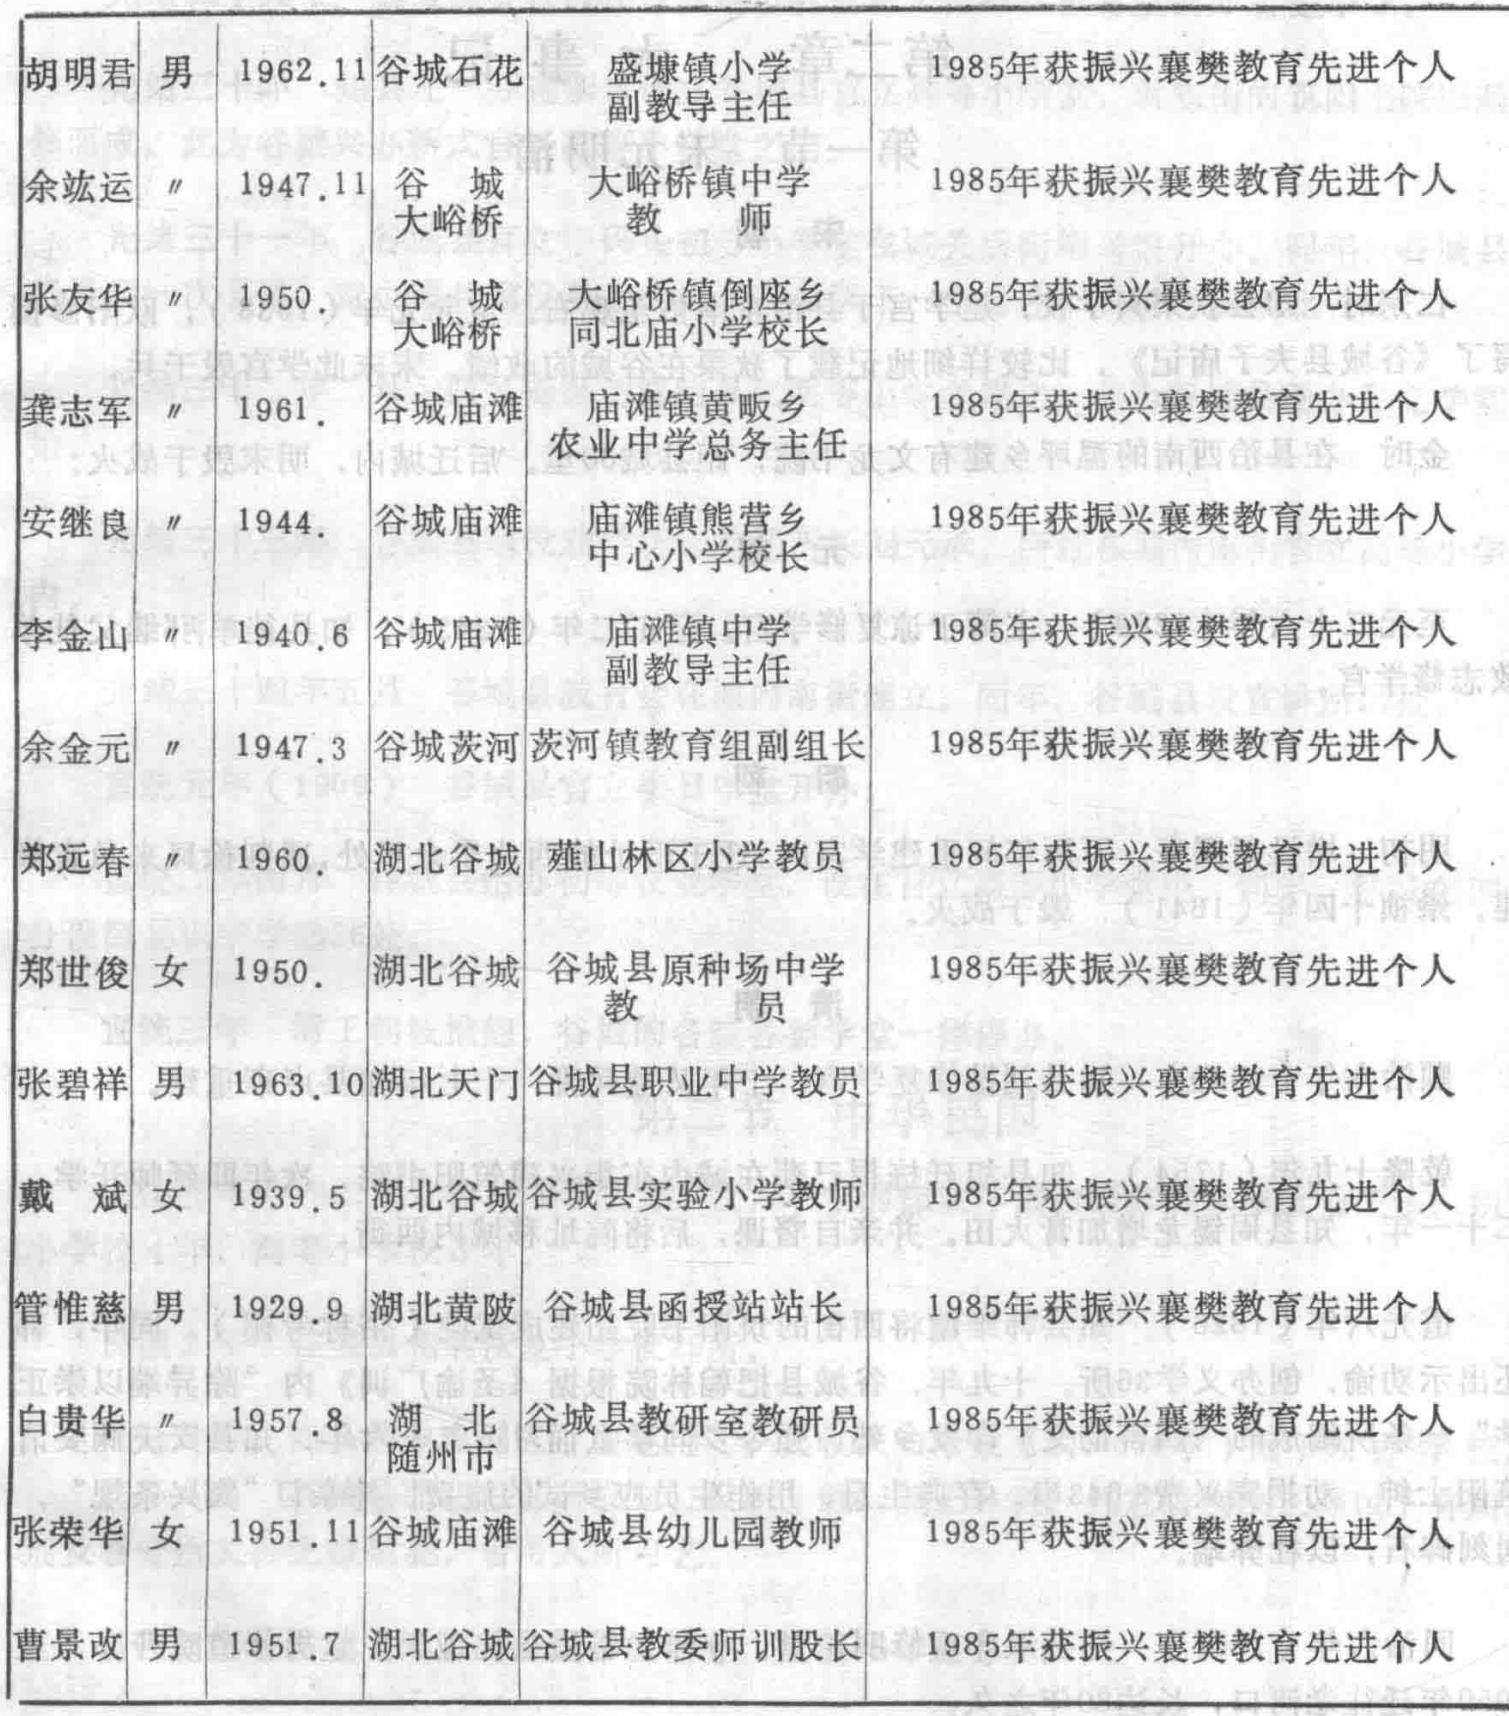 胡明君 男 1962.11 谷城石花 盛塘镇小学 1985年获振兴襄樊教育先进个人
副教导主任
余竑运 〃 1947.11 谷 城 大峪桥镇中学 1985年获振兴襄樊教育先进个人
大峪桥 教 师
张友华 〃 1950. 谷 城 大峪桥镇倒座乡 1985年获振兴襄樊教育先进个人
大峪桥 同北庙小学校长
龚志军 〃 1961. 谷城庙滩 庙滩镇黄畈乡 1985年获振兴襄樊教育先进个人
农业中学总务主任
安继良 〃 1944. 谷城庙滩 庙滩镇熊营乡 1985年获振兴襄樊教育先进个人
中心小学校长
李金山 〃 1940.6 谷城庙滩 庙滩镇中学 1985年获振兴襄樊教育先进个人
副教导主任
余金元 〃 1947.3 谷城茨河 茨河镇教育组副组长 1985年获振兴襄樊教育先进个人
郑远春 〃 1960. 湖北谷城 薤山林区小学教员 1985年获振兴襄樊教育先进个人
郑世俊 女 1950. 湖北谷城 谷城县原种场中学 1985年获振兴襄樊教育先进个人
教 员
张碧祥 男 1963.10 湖北天门 谷城县职业中学教员 1985年获振兴襄樊教育先进个人
戴 斌 女 1939.5 湖北谷城 谷城县实验小学教师 1985年获振兴襄樊教育先进个人
管惟慈 男 1929.9 湖北黄陂 谷城县函授站站长 1985年获振兴襄樊教育先进个人
白贵华 〃 1957.8 湖 北 谷城县教研室教研员 1985年获振兴襄樊教育先进个人
随州市
张荣华 女 1951.11 谷城庙滩 谷城县幼儿园教师 1985年获振兴襄樊教育先进个人
曹景改 男 1951.7 湖北谷城 谷城县教委师训股长 1985年获振兴襄樊教育先进个人